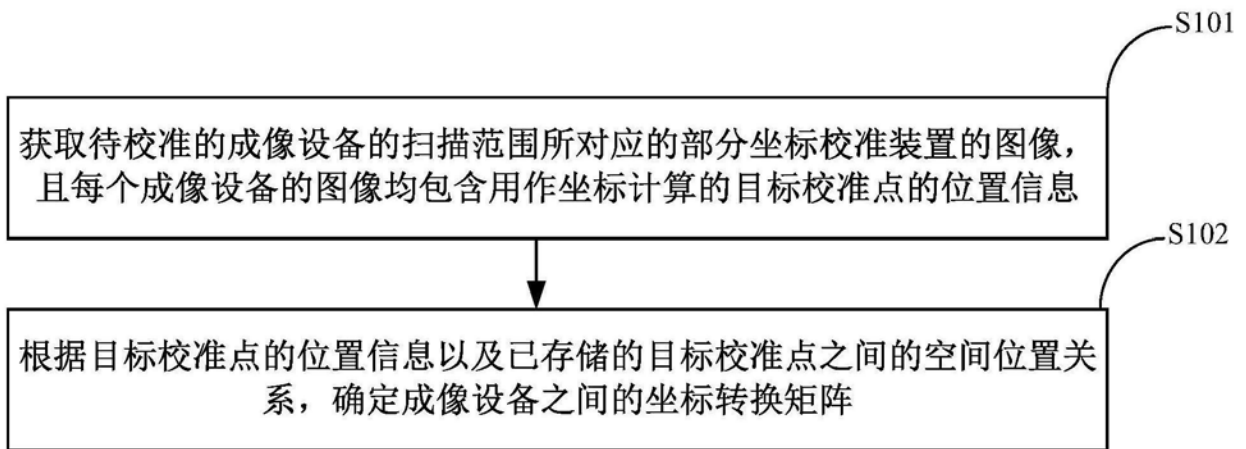 S101
获取待校准的成像设备的扫描范围所对应的部分坐标校准装置的图像，
且每个成像设备的图像均包含用作坐标计算的目标校准点的位置信息
S102
根据目标校准点的位置信息以及已存储的目标校准点之间的空间位置关
系，确定成像设备之间的坐标转换矩阵